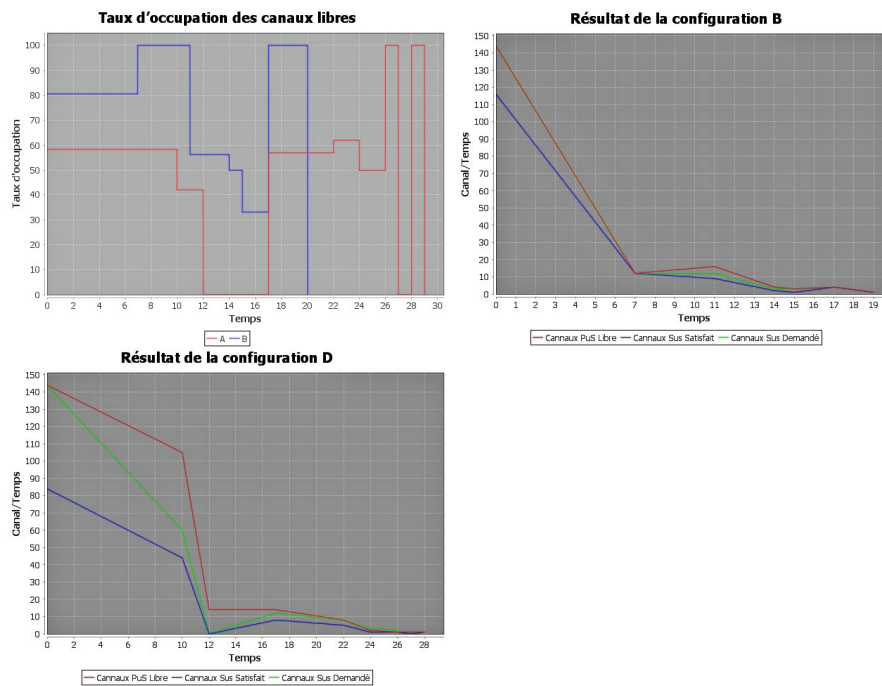 Taux d'occupation des canaux libres
Taux d'occupation
100
90
80
70
60
50
40
30
20
10
0
0 2 4 6 8 10 12 14 16 18 20 22 24 26 28 30
Temps
A B
Résultat de la configuration B
Canal/Temps
150
140
130
120
110
100
90
80
70
60
50
40
30
20
10
0
0 1 2 3 4 5 6 7 8 9 10 11 12 13 14 15 16 17 18 19
Temps
Cannaux PuS Libre Cannaux Sus Satisfait Cannaux Sus Demandé
Résultat de la configuration D
Canal/Temps
150
140
130
120
110
100
90
80
70
60
50
40
30
20
10
0
0 2 4 6 8 10 12 14 16 18 20 22 24 26 28
Temps
Cannaux PuS Libre Cannaux Sus Satisfait Cannaux Sus Demandé